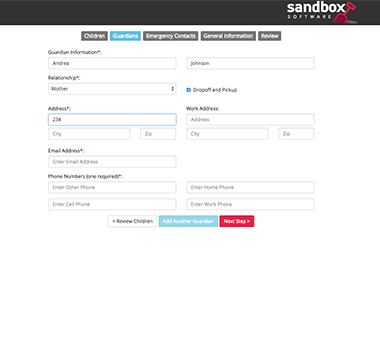 sandbox
SOFTWARE
Children Guardians Emergency Contacts General Information Review
Guardian Information*:
Andrea Johnson
Relationship*:
Mother Dropoff and Pickup
Address*: Work Address:
234 Address
City Zip City Zip
Email Address*:
Enter Email Address
Phone Numbers (one required)*:
Enter Other Phone Enter Home Phone
Enter Cell Phone Enter Work Phone
< Review Children Add Another Guardian Next Step >